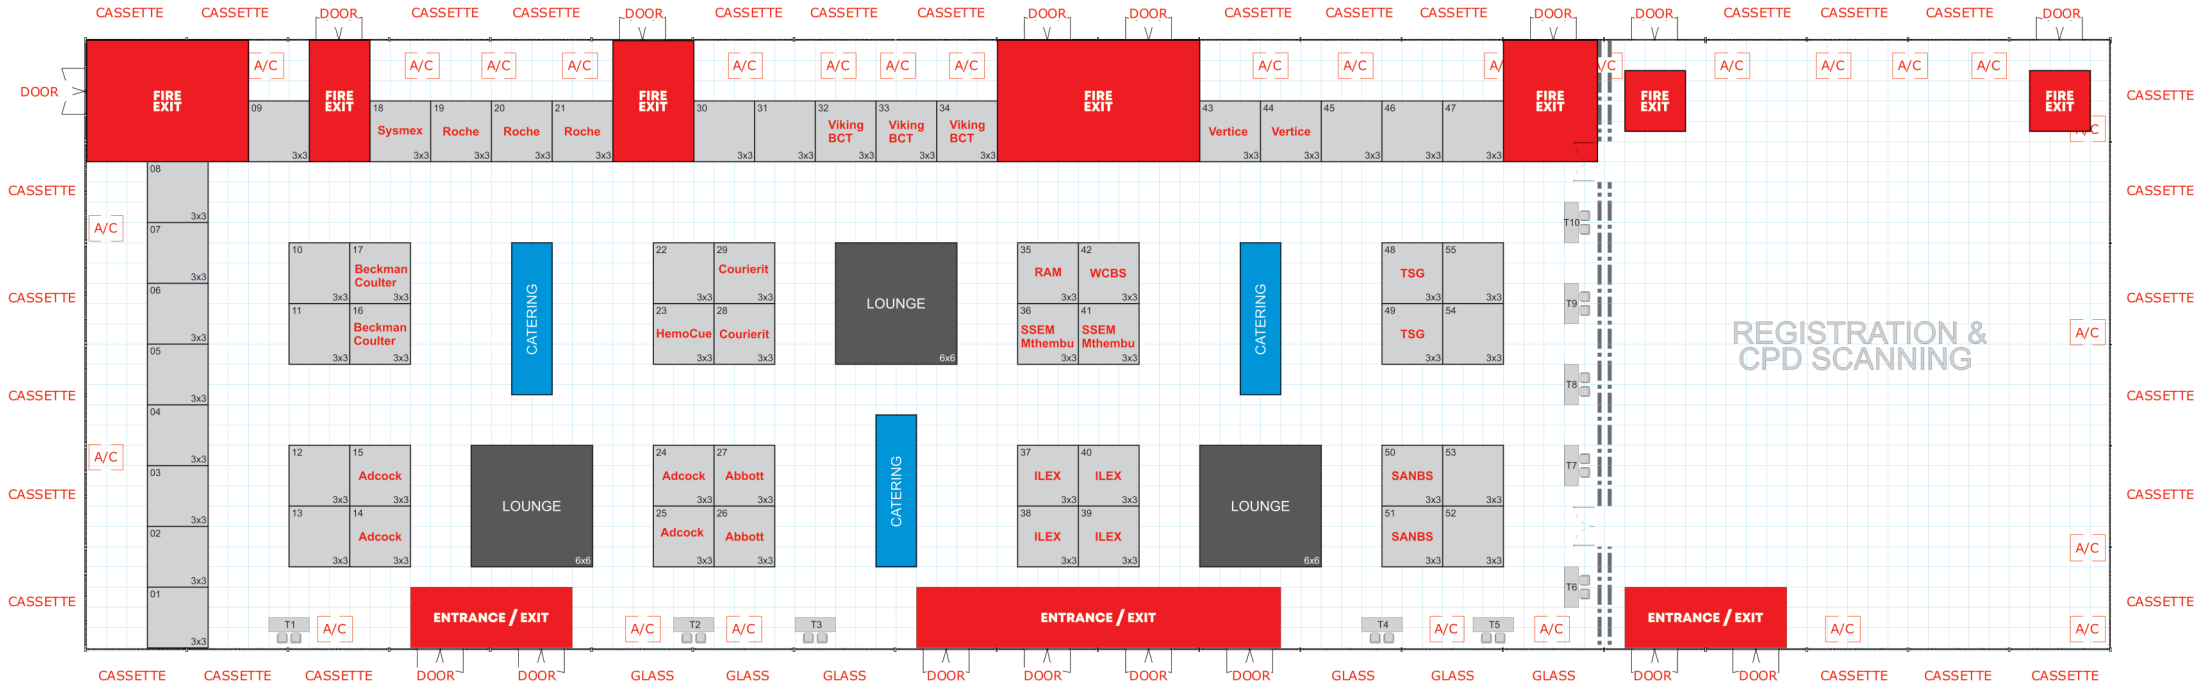 CASSETTE CASSETTE DOOR CASSETTE CASSETTE DOOR CASSETTE CASSETTE CASSETTE DOOR DOOR CASSETTE CASSETTE CASSETTE DOOR DOOR CASSETTE CASSETTE CASSETTE DOOR
A/C A/C A/C A/C A/C A/C A/C A/C A/C A/C A/ /C A/C A/C A/C A/C
DOOR
FIRE
EXIT
FIRE
EXIT
FIRE
EXIT
FIRE
EXIT
FIRE
EXIT
FIRE
EXIT
FIRE
EXIT
CASSETTE
A/C
09
3x3
18
Sysmex
3x3
19
Roche
3x3
20
Roche
3x3
21
Roche
3x3
30
3x3
31
3x3
32
Viking
BCT
3x3
33
Viking
BCT
3x3
34
Viking
BCT
3x3
43
Vertice
3x3
44
Vertice
3x3
45
3x3
46
3x3
47
3x3
CASSETTE
CASSETTE
A/C
08
3x3
07
3x3
06
3x3
05
3x3
04
3x3
03
3x3
02
3x3
01
3x3
T10
CASSETTE
CASSETTE
10
3x3
17
Beckman
Coulter
3x3
11
3x3
16
Beckman
Coulter
3x3
CATERING
22
3x3
29
Courierit
3x3
23
HemoCue
3x3
28
Courierit
3x3
LOUNGE
6x6
35
RAM
3x3
42
WCBS
3x3
36
SSEM
Mthembu
3x3
41
SSEM
Mthembu
3x3
CATERING
48
TSG
3x3
55
3x3
49
TSG
3x3
54
3x3
T9
REGISTRATION &
CPD SCANNING
A/C
CASSETTE
CASSETTE
T8
CASSETTE
A/C
CASSETTE
12
3x3
15
Adcock
3x3
13
3x3
14
Adcock
3x3
LOUNGE
6x6
24
Adcock
3x3
27
Abbott
3x3
25
Adcock
3x3
26
Abbott
3x3
CATERING
37
ILEX
3x3
40
ILEX
3x3
38
ILEX
3x3
39
ILEX
3x3
LOUNGE
6x6
50
SANBS
3x3
53
3x3
51
SANBS
3x3
52
3x3
T7
CASSETTE
A/C
T6
CASSETTE
CASSETTE
T1
A/C
ENTRANCE / EXIT
A/C
T2
A/C
T3
ENTRANCE / EXIT
T4
A/C
T5
A/C
ENTRANCE / EXIT
A/C
A/C
CASSETTE CASSETTE CASSETTE DOOR DOOR GLASS GLASS GLASS DOOR DOOR DOOR DOOR GLASS GLASS GLASS DOOR DOOR CASSETTE CASSETTE CASSETTE